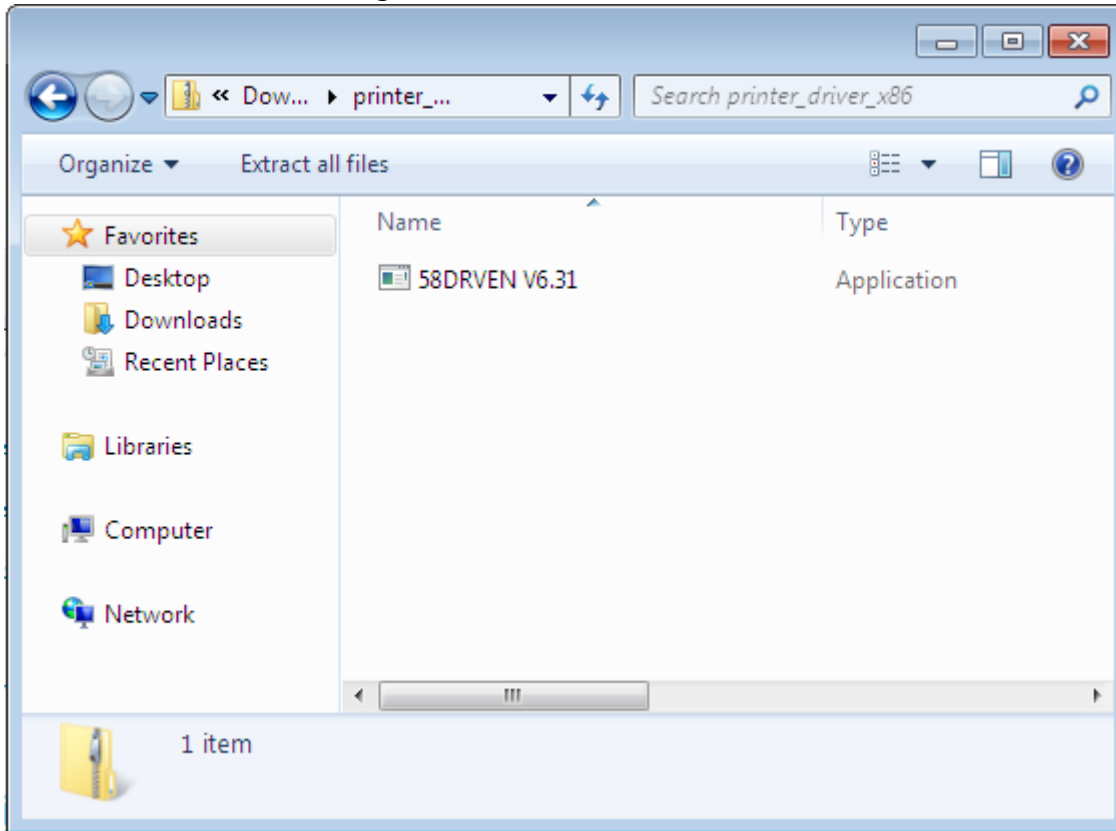 « Dow... printer_... Search printer_driver_x86
Organize Extract all files
Favorites
Desktop
Downloads
Recent Places
Libraries
Computer
Network
Name Type
58DRVEN V6.31 Application
1 item